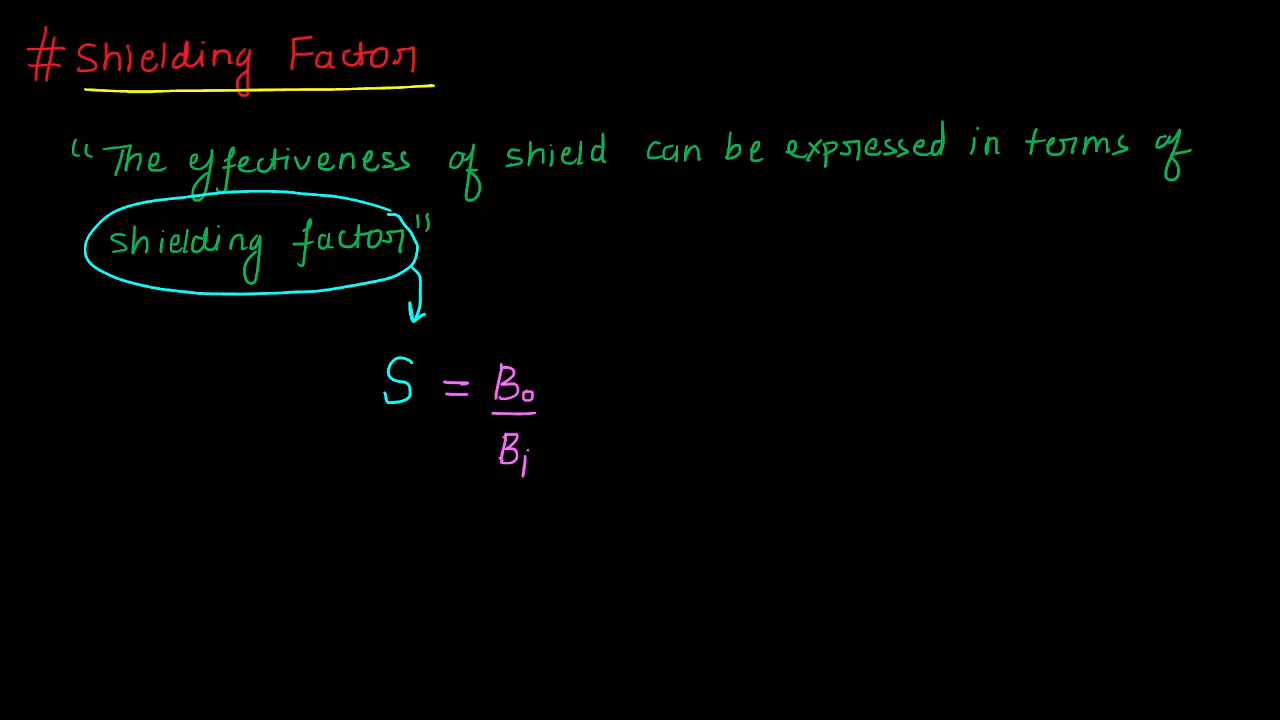 # Shielding Factor
"The effectiveness of shield can be expressed in terms of
shielding factor"
S = B₀
Bᵢ